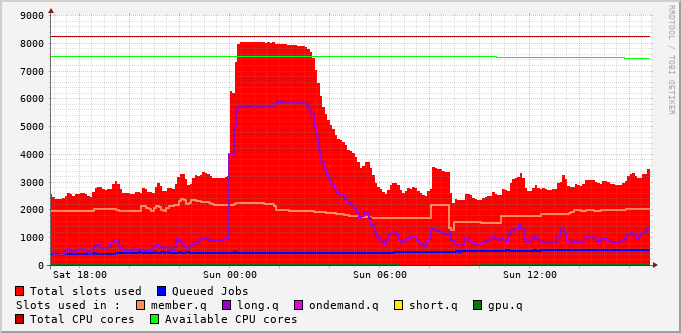 9000
8000
7000
6000
5000
4000
3000
2000
1000
0
Sat 18:00 Sun 00:00 Sun 06:00 Sun 12:00
RRDTOOL / TOBI OETIKER
Total slots used Queued Jobs
Slots used in : member.q long.q ondemand.q short.q gpu.q
Total CPU cores Available CPU cores